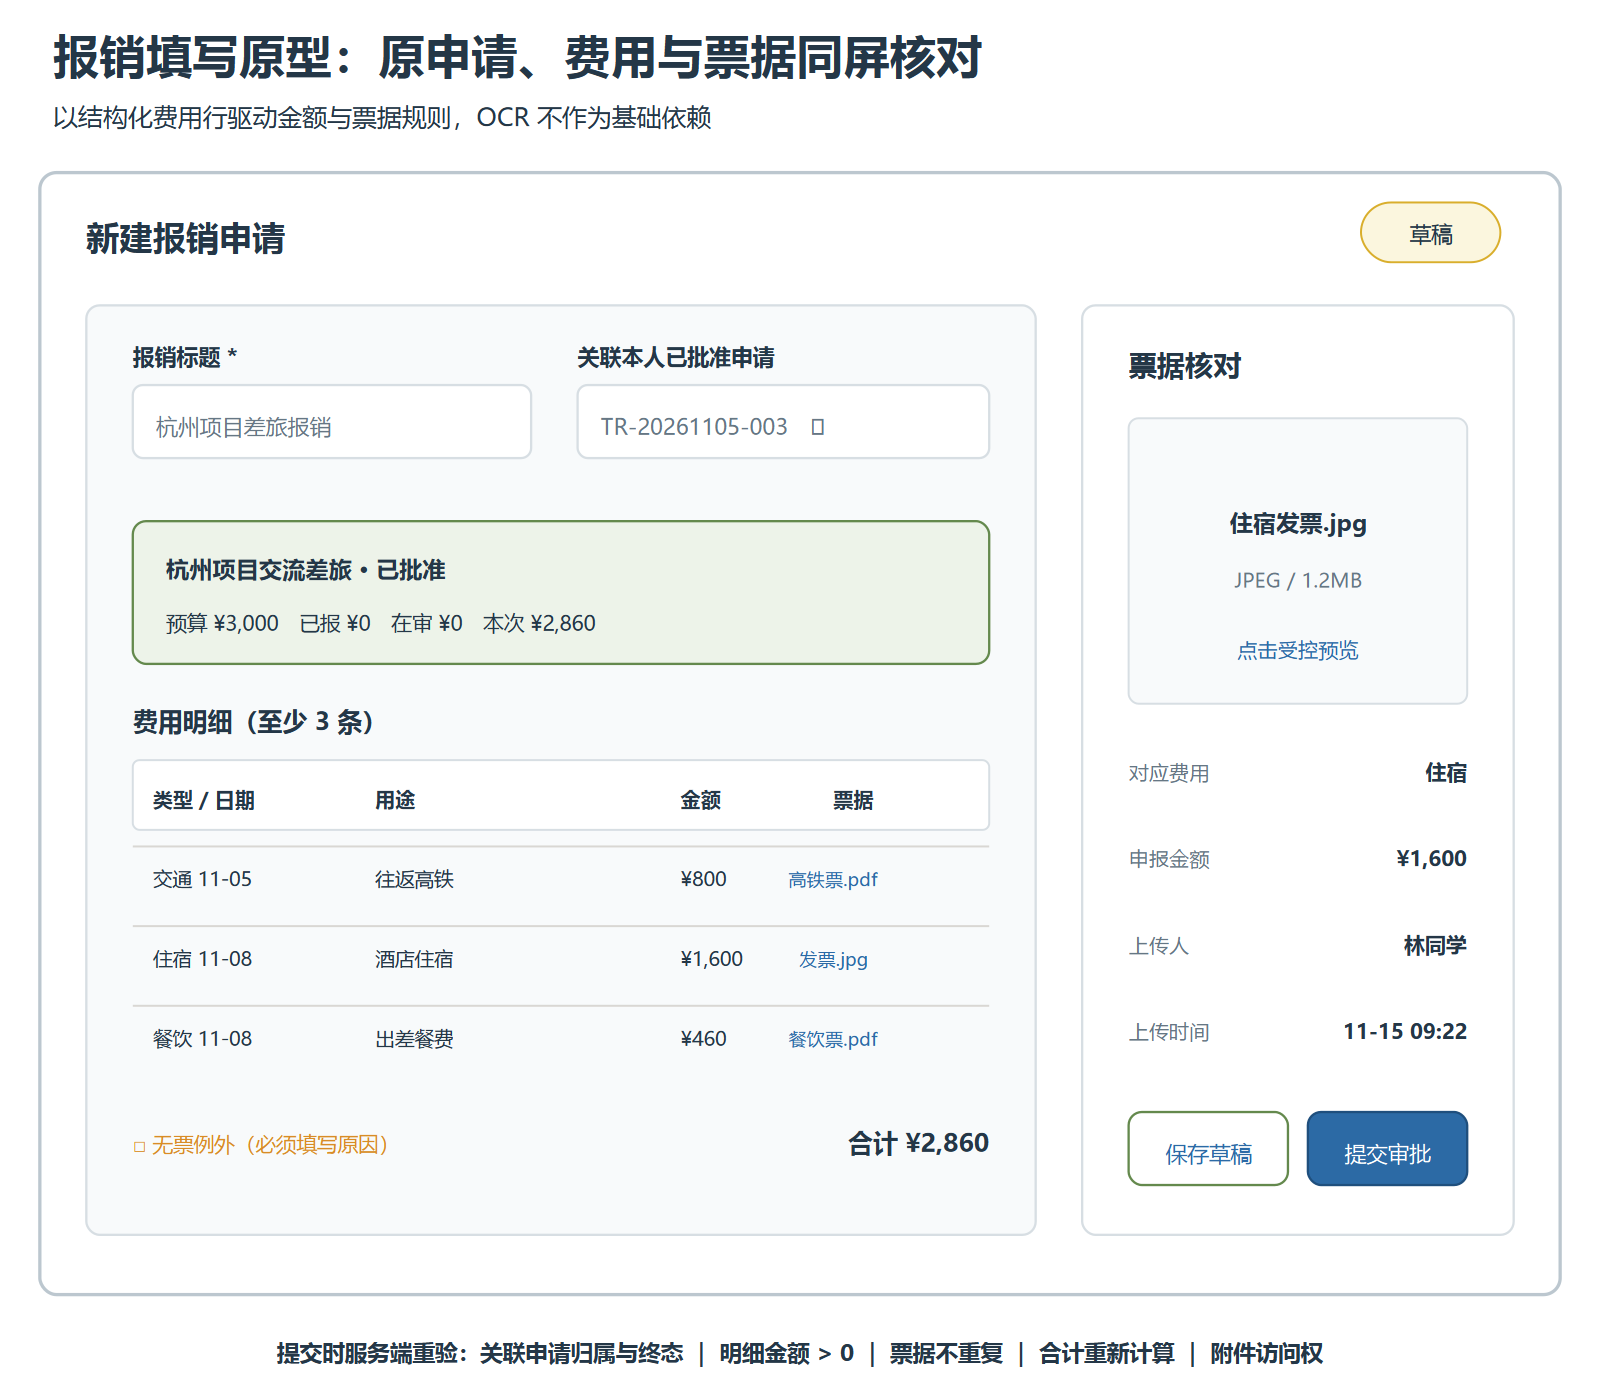 报销填写原型：原申请、费用与票据同屏核对
以结构化费用行驱动金额与票据规则，OCR 不作为基础依赖
新建报销申请
草稿
报销标题 *
关联本人已批准申请
杭州项目差旅报销
TR-20261105-003
杭州项目交流差旅 • 已批准
预算 ¥3,000 已报 ¥0 在审 ¥0 本次 ¥2,860
费用明细（至少 3 条）
类型 / 日期 用途 金额 票据
交通 11-05 往返高铁 ¥800 高铁票.pdf
住宿 11-08 酒店住宿 ¥1,600 发票.jpg
餐饮 11-08 出差餐费 ¥460 餐饮票.pdf
□ 无票例外（必须填写原因）
合计 ¥2,860
票据核对
住宿发票.jpg
JPEG / 1.2MB
点击受控预览
对应费用 住宿
申报金额 ¥1,600
上传人 林同学
上传时间 11-15 09:22
保存草稿
提交审批
提交时服务端重验：关联申请归属与终态 | 明细金额 > 0 | 票据不重复 | 合计重新计算 | 附件访问权